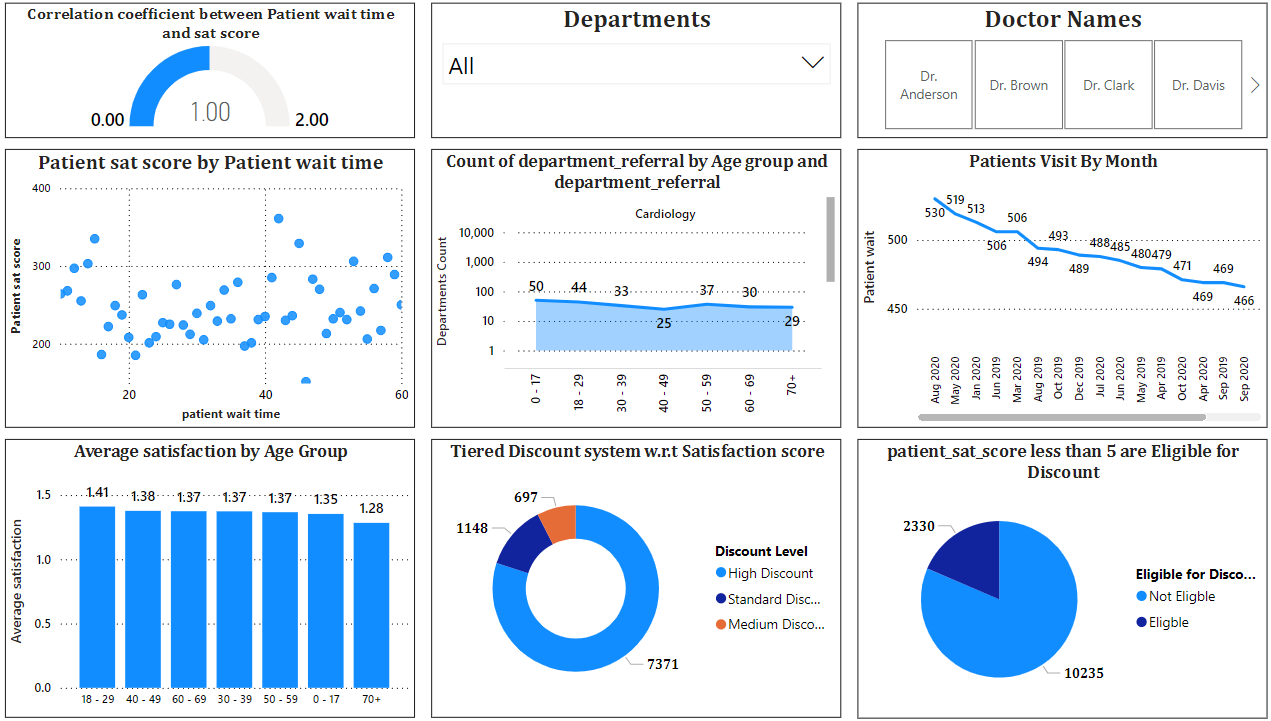 Correlation coefficient between Patient wait time
and sat score
0.00
1.00
2.00
Departments
All
Doctor Names
Dr.
Anderson
Dr. Brown
Dr. Clark
Dr. Davis
Patient sat score by Patient wait time
Patient sat score
400
300
200
20
40
60
patient wait time
Count of department_referral by Age group and
department_referral
Cardiology
Departments Count
10,000
1,000
100
10
1
50
44
33
25
37
30
29
0 - 17
18 - 29
30 - 39
40 - 49
50 - 59
60 - 69
70+
Patients Visit By Month
Patient wait
500
450
530
519
513
506
506
494
493
489
488
485
480
479
471
469
469
466
Aug 2020
May 2020
Jan 2020
Jun 2019
Mar 2020
Aug 2019
Oct 2019
Dec 2019
Jul 2020
Jun 2020
May 2019
Apr 2019
Oct 2020
Apr 2020
Sep 2019
Sep 2020
Average satisfaction by Age Group
Average satisfaction
1.5
1.0
0.5
0.0
1.41
1.38
1.37
1.37
1.37
1.35
1.28
18 - 29
40 - 49
60 - 69
30 - 39
50 - 59
0 - 17
70+
Tiered Discount system w.r.t Satisfaction score
697
1148
7371
Discount Level
High Discount
Standard Disc...
Medium Disco...
patient_sat_score less than 5 are Eligible for
Discount
2330
10235
Eligible for Disco...
Not Eligble
Eligble